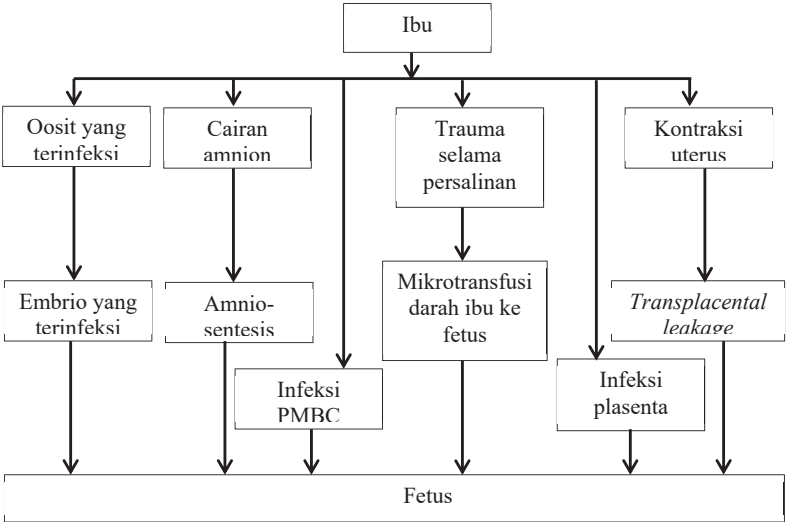 Ibu
Oosit yang
terinfeksi
Cairan
amnion
Trauma
selama
persalinan
Kontraksi
uterus
Embrio yang
terinfeksi
Amnio-
sentesis
Mikrotransfusi
darah ibu ke
fetus
Transplacental
leakage
Infeksi
PMBC
Infeksi
plasenta
Fetus